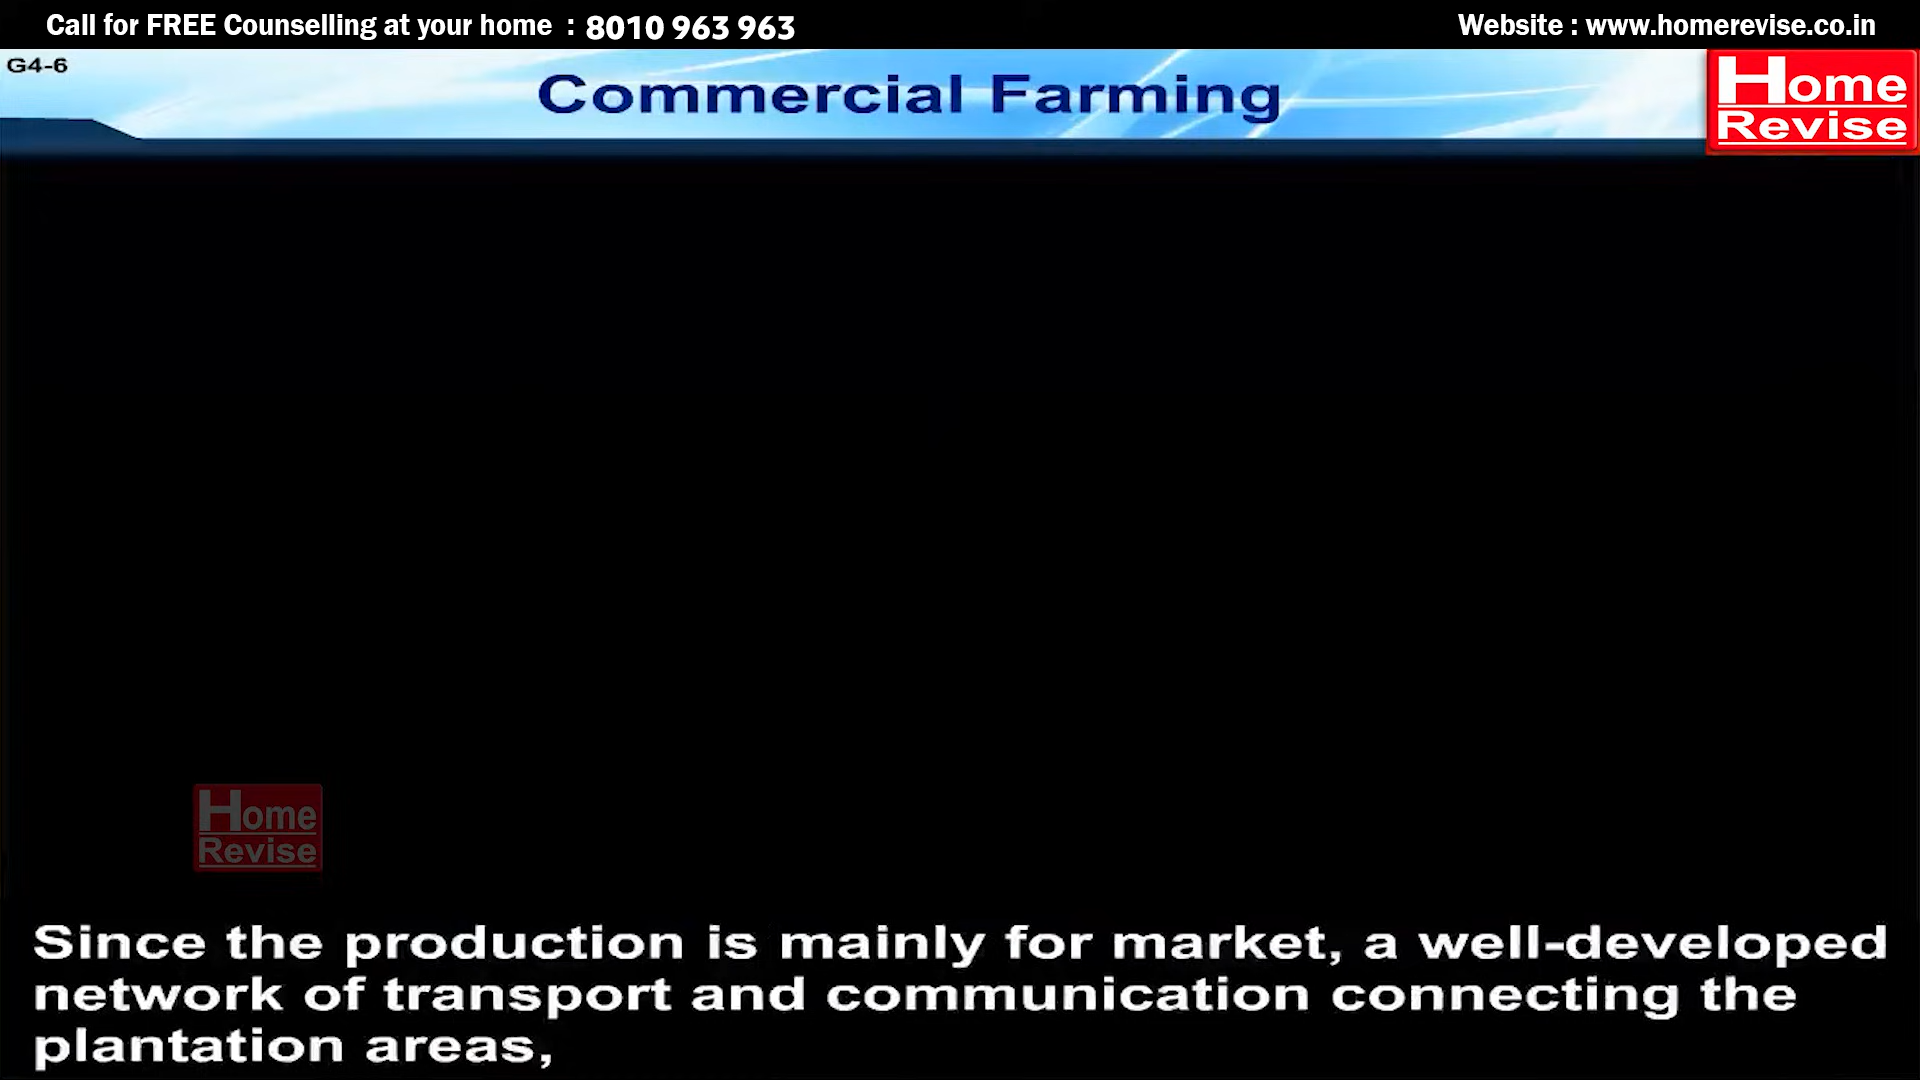 Call for FREE Counselling at your home : 8010 963 963
Website : www.homerevise.co.in
G4-6
Commercial Farming
Home
Revise
Home
Revise
Since the production is mainly for market, a well-developed
network of transport and communication connecting the
plantation areas,